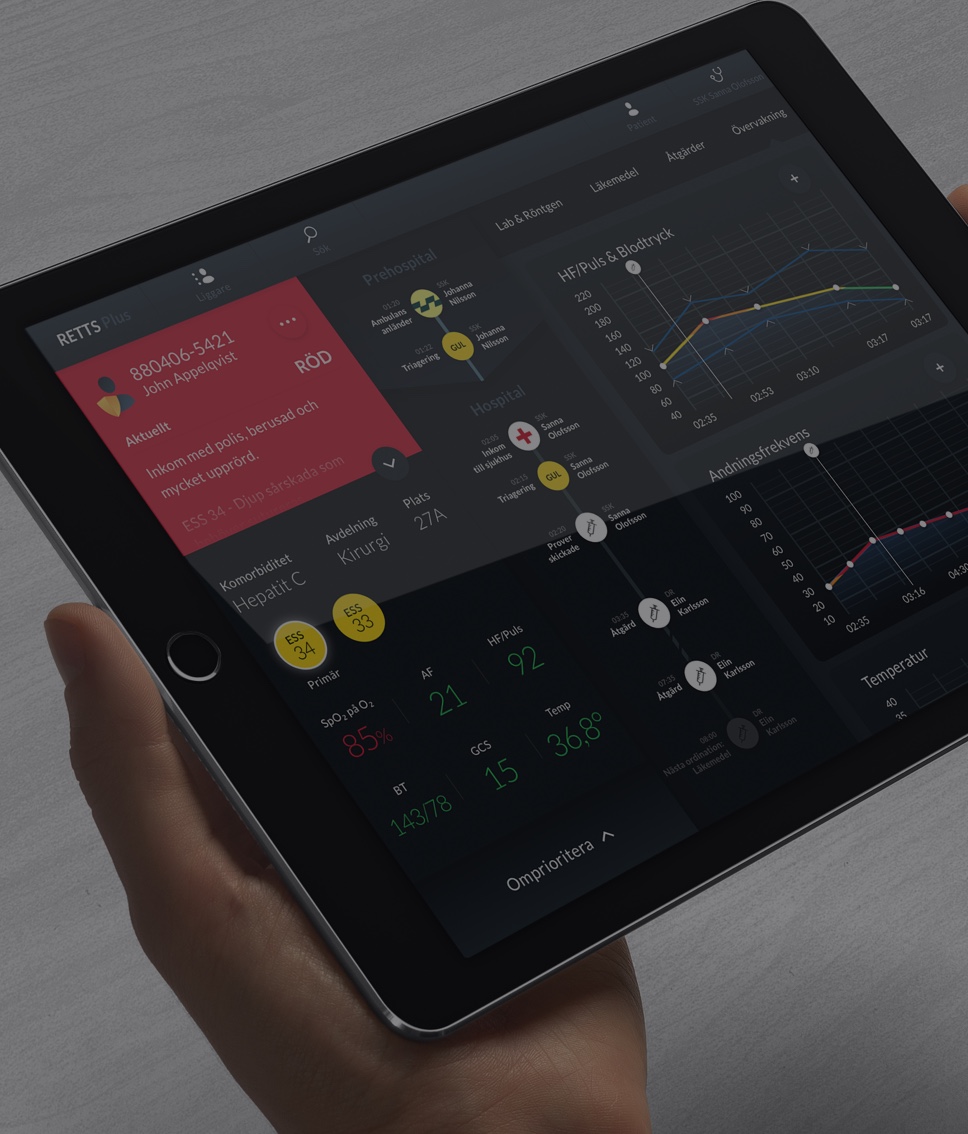 RETTS Plus
Liggare
Sök
Patient
SSK Sanna Olofsson
880406-5421
John Appelqvist
RÖD
Aktuellt
Inkom med polis, berusad och
mycket upprörd.
ESS 34 - Djup sårskada som
Komorbiditet
Hepatit C
Avdelning
Kirurgi
Plats
27A
ESS
34
ESS
33
Primär
SpO₂ på O₂
85%
AF
21
HF/Puls
92
BT
143/78
GCS
15
Temp
36,8º
Omprioritera
Prehospital
01:20
Ambulans
anländer
SSK
Johanna
Nilsson
01:22
Triagering
GUL
SSK
Johanna
Nilsson
Hospital
02:05
Inkom
till sjukhus
SSK
Sanna
Olofsson
02:15
Triagering
GUL
SSK
Sanna
Olofsson
02:20
Prover
skickade
SSK
Sanna
Olofsson
03:35
Åtgärd
DR
Elin
Karlsson
07:35
Åtgärd
DR
Elin
Karlsson
08:00
Nästa ordination:
Läkemedel
DR
Elin
Karlsson
Lab & Röntgen
Läkemedel
Åtgärder
Övervakning
HF/Puls & Blodtryck
+
220
200
180
160
140
120
100
80
60
40
02:35
02:53
03:10
03:17
03:17
Andningsfrekvens
+
100
90
80
70
60
50
40
30
20
10
02:35
03:16
04:30
Temperatur
40
35